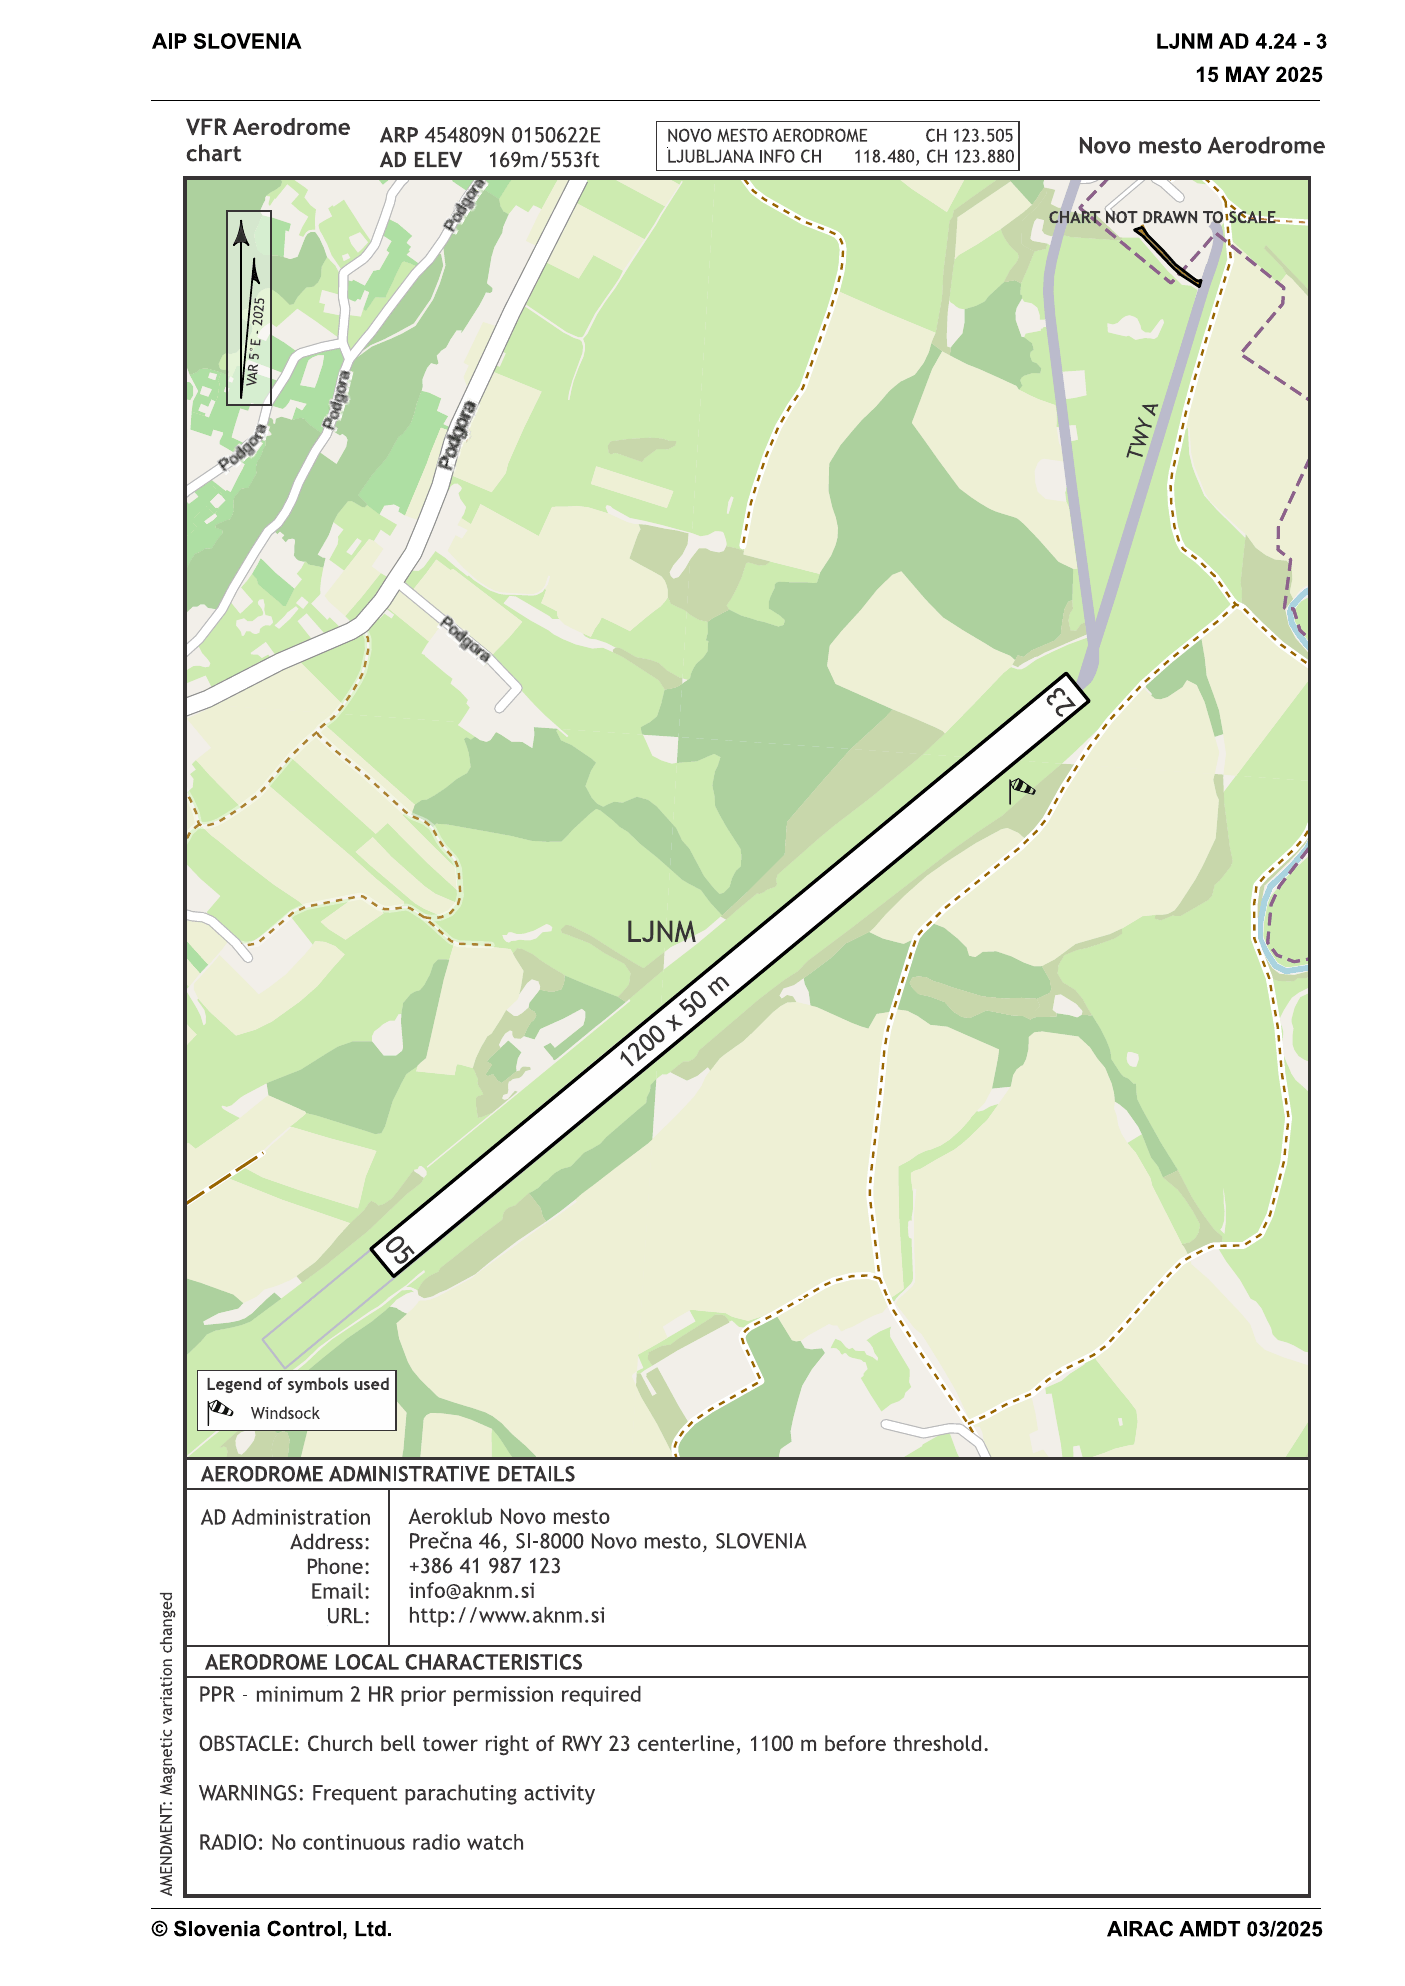 AIP SLOVENIA
LJNM AD 4.24 - 3
15 MAY 2025
VFR Aerodrome
chart
ARP 454809N 0150622E
AD ELEV 169m/553ft
NOVO MESTO AERODROME CH 123.505
LJUBLJANA INFO CH 118.480, CH 123.880
Novo mesto Aerodrome
CHART NOT DRAWN TO SCALE
VAR 5°E - 2025
Podgora
Podgora
Podgora
Podgora
Podgora
TWY A
23
LJNM
1200 x 50 m
05
Legend of symbols used
Windsock
AERODROME ADMINISTRATIVE DETAILS
AD Administration Aeroklub Novo mesto
Address: Prečna 46, SI-8000 Novo mesto, SLOVENIA
Phone: +386 41 987 123
Email: info@aknm.si
URL: http://www.aknm.si
AERODROME LOCAL CHARACTERISTICS
PPR - minimum 2 HR prior permission required
OBSTACLE: Church bell tower right of RWY 23 centerline, 1100 m before threshold.
WARNINGS: Frequent parachuting activity
RADIO: No continuous radio watch
AMENDMENT: Magnetic variation changed
© Slovenia Control, Ltd.
AIRAC AMDT 03/2025